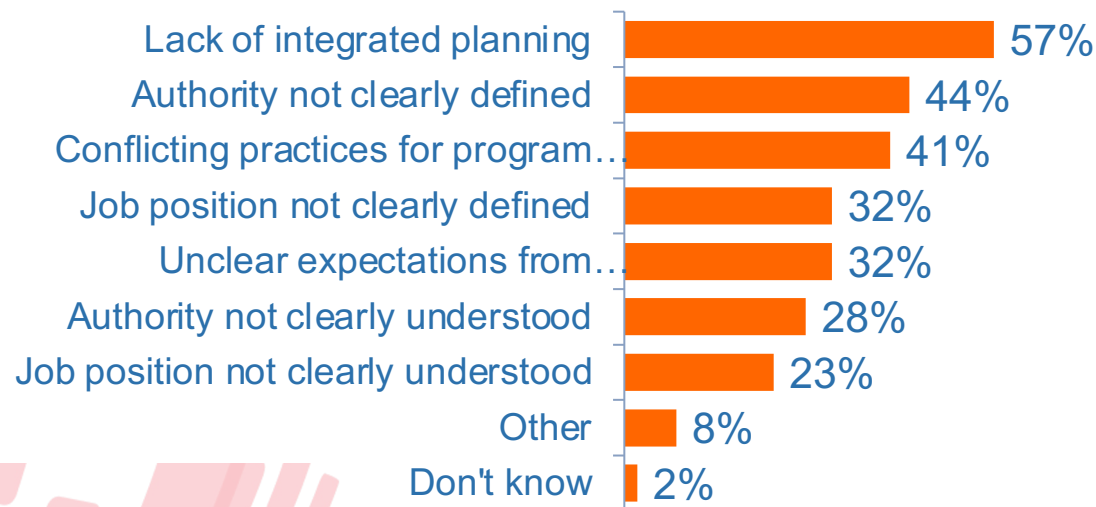 Lack of integrated planning 57%
Authority not clearly defined 44%
Conflicting practices for program… 41%
Job position not clearly defined 32%
Unclear expectations from… 32%
Authority not clearly understood 28%
Job position not clearly understood 23%
Other 8%
Don't know 2%